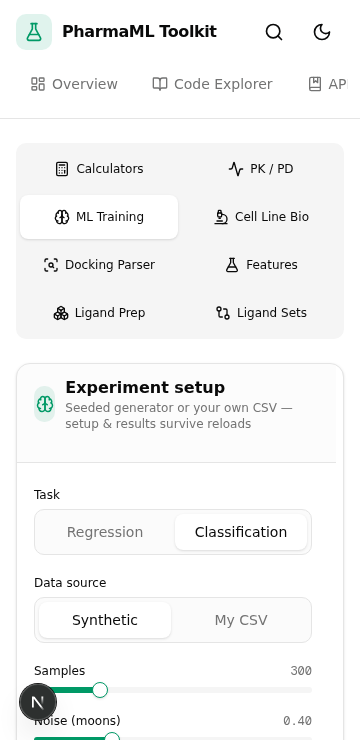 PharmaML Toolkit
Overview
Code Explorer
AP
Calculators
PK / PD
ML Training
Cell Line Bio
Docking Parser
Features
Ligand Prep
Ligand Sets
Experiment setup
Seeded generator or your own CSV —
setup & results survive reloads
Task
Regression
Classification
Data source
Synthetic
My CSV
Samples
300
N
Noise (moons)
0.40